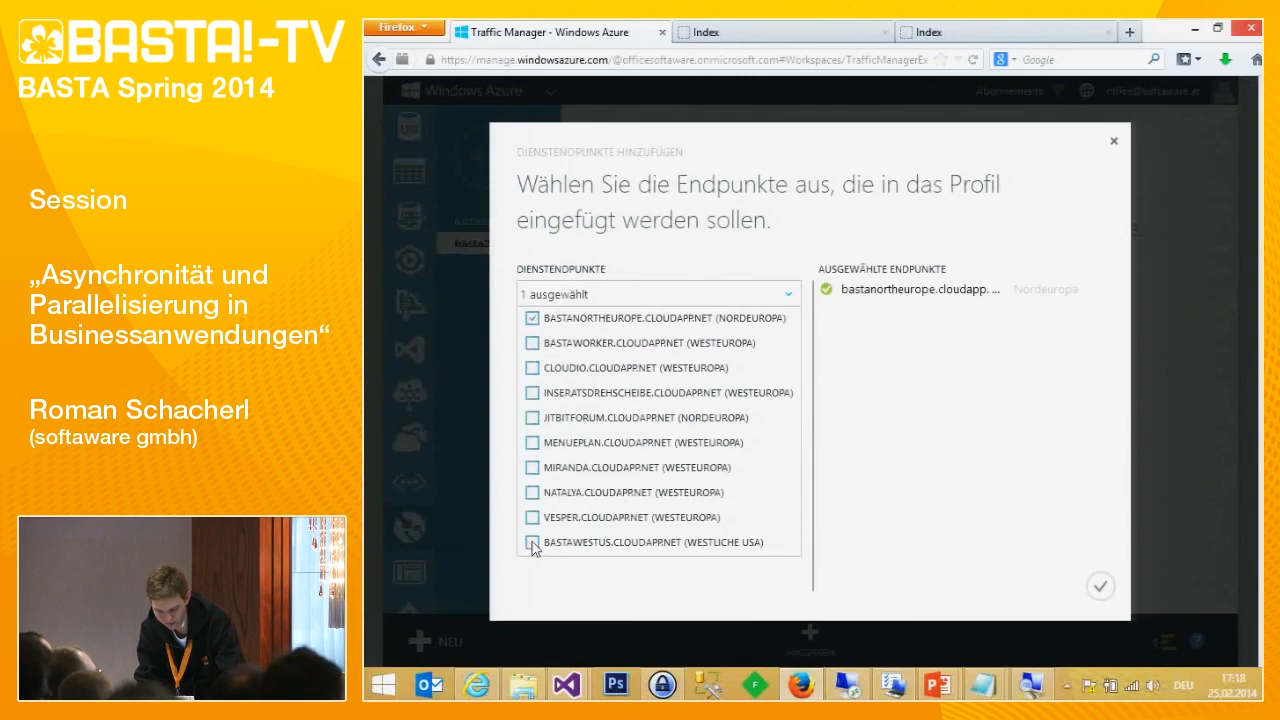 BASTA!-TV
BASTA Spring 2014
Session
„Asynchronität und
Parallelisierung in
Businessanwendungen“
Roman Schacherl
(softaware gmbh)
Firefox
Traffic Manager - Windows Azure
Index
Index
https://manage.windowsazure.com/@officesoftaware.onmicrosoft.com#Workspaces/TrafficManagerEx
Google
Windows Azure
Abonnements
office@softaware.at
DIENSTENDPUNKTE HINZUFÜGEN
Wählen Sie die Endpunkte aus, die in das Profil
eingefügt werden sollen.
DIENSTENDPUNKTE
AUSGEWÄHLTE ENDPUNKTE
1 ausgewählt
bastanortheurope.cloudapp. ... Nordeuropa
BASTANORTHEUROPE.CLOUDAPP.NET (NORDEUROPA)
BASTAWORKER.CLOUDAPP.NET (WESTEUROPA)
CLOUDIO.CLOUDAPP.NET (WESTEUROPA)
INSERATSDREHSCHEIBE.CLOUDAPP.NET (WESTEUROPA)
JITBITFORUM.CLOUDAPP.NET (NORDEUROPA)
MENUEPLAN.CLOUDAPP.NET (WESTEUROPA)
MIRANDA.CLOUDAPP.NET (WESTEUROPA)
NATALYA.CLOUDAPP.NET (WESTEUROPA)
VESPER.CLOUDAPP.NET (WESTEUROPA)
BASTAWESTUS.CLOUDAPP.NET (WESTLICHE USA)
NEU
DEU
17:18
25.02.2014